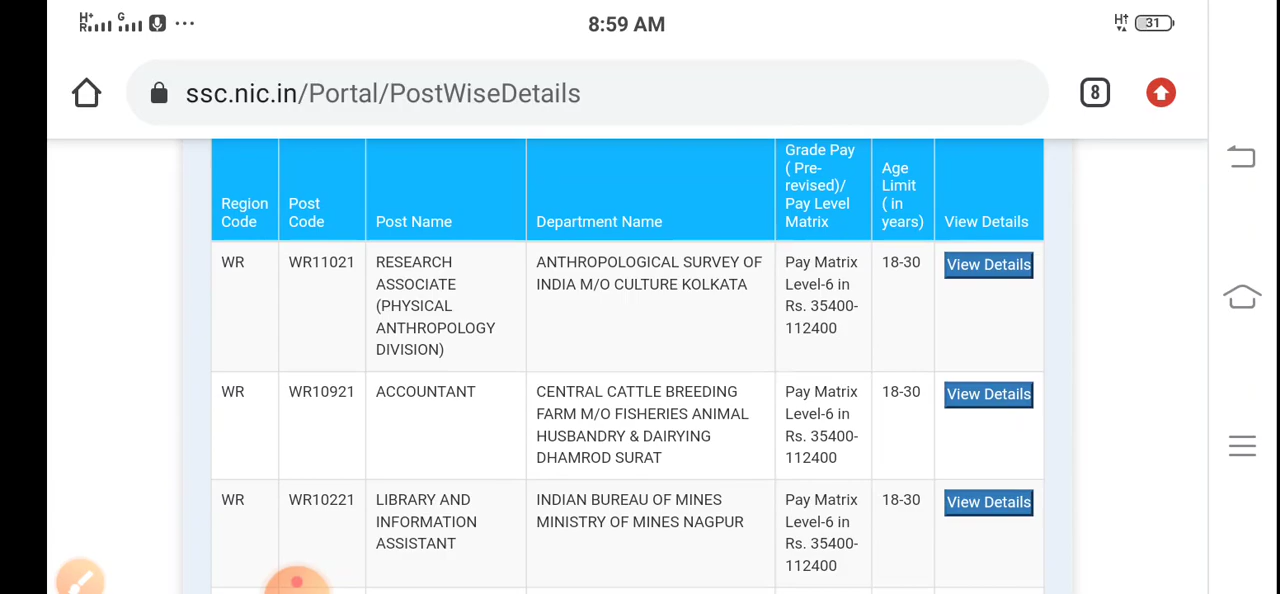 H+ G
R
8:59 AM
H†
31
ssc.nic.in/Portal/PostWiseDetails
8
Region Code
Post Code
Post Name
Department Name
Grade Pay
( Pre-
revised)/
Pay Level
Matrix
Age
Limit
( in
years)
View Details
WR
WR11021
RESEARCH
ASSOCIATE
(PHYSICAL
ANTHROPOLOGY
DIVISION)
ANTHROPOLOGICAL SURVEY OF
INDIA M/O CULTURE KOLKATA
Pay Matrix
Level-6 in
Rs. 35400-
112400
18-30
View Details
WR
WR10921
ACCOUNTANT
CENTRAL CATTLE BREEDING
FARM M/O FISHERIES ANIMAL
HUSBANDRY & DAIRYING
DHAMROD SURAT
Pay Matrix
Level-6 in
Rs. 35400-
112400
18-30
View Details
WR
WR10221
LIBRARY AND
INFORMATION
ASSISTANT
INDIAN BUREAU OF MINES
MINISTRY OF MINES NAGPUR
Pay Matrix
Level-6 in
Rs. 35400-
112400
18-30
View Details